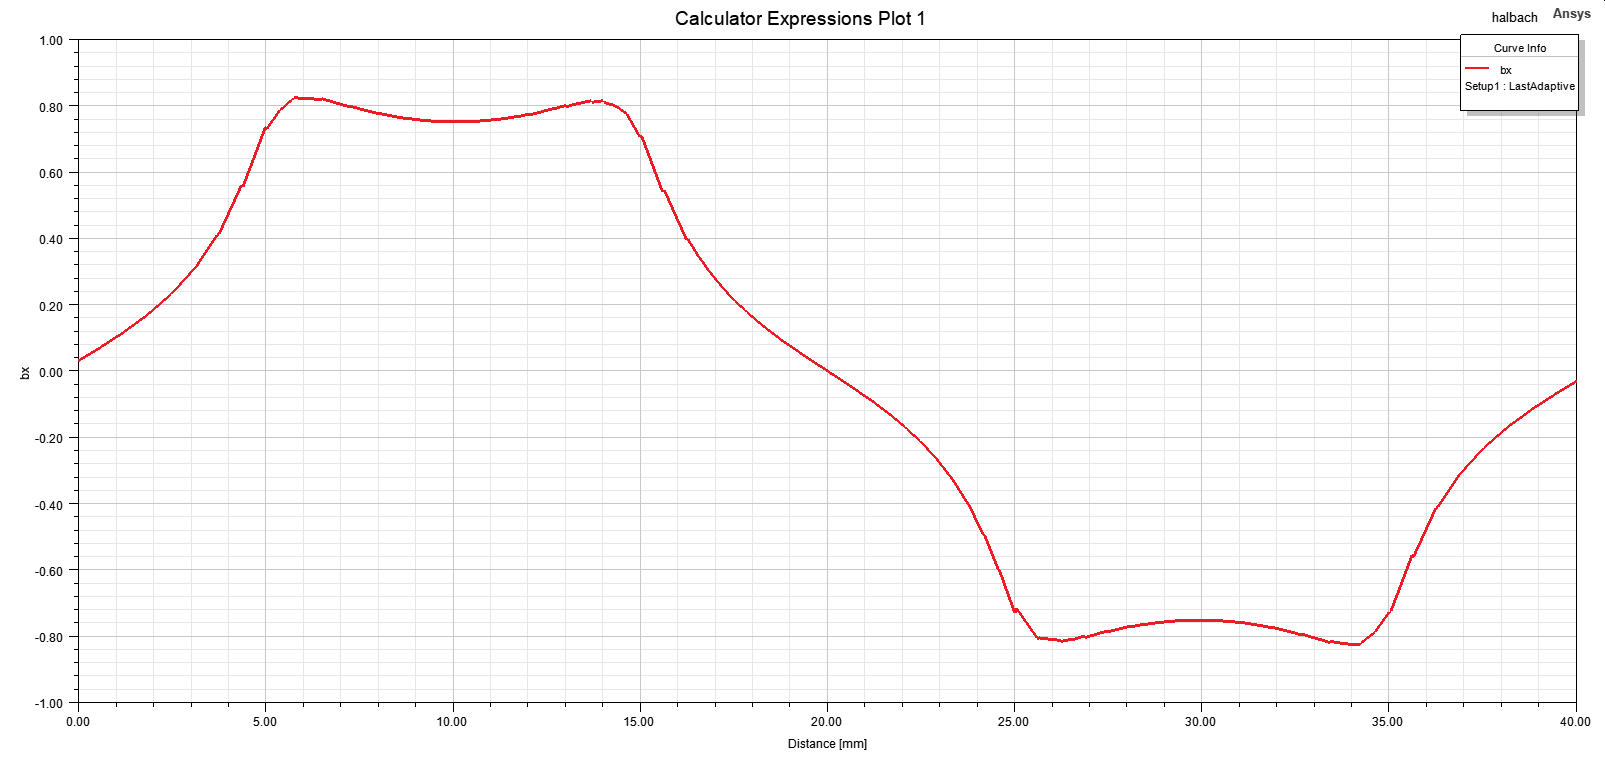 Calculator Expressions Plot 1
halbach
Ansys
Curve Info
bx
Setup1 : LastAdaptive
1.00
0.80
0.60
0.40
0.20
0.00
-0.20
-0.40
-0.60
-0.80
-1.00
bx
0.00 5.00 10.00 15.00 20.00 25.00 30.00 35.00 40.00
Distance [mm]